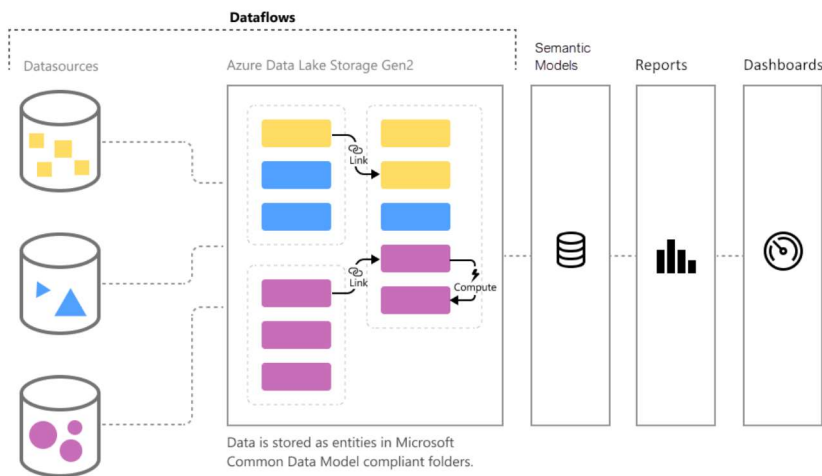 Dataflows
Datasources
Azure Data Lake Storage Gen2
Semantic
Models
Reports
Dashboards
Link
Link
Compute
Data is stored as entities in Microsoft
Common Data Model compliant folders.